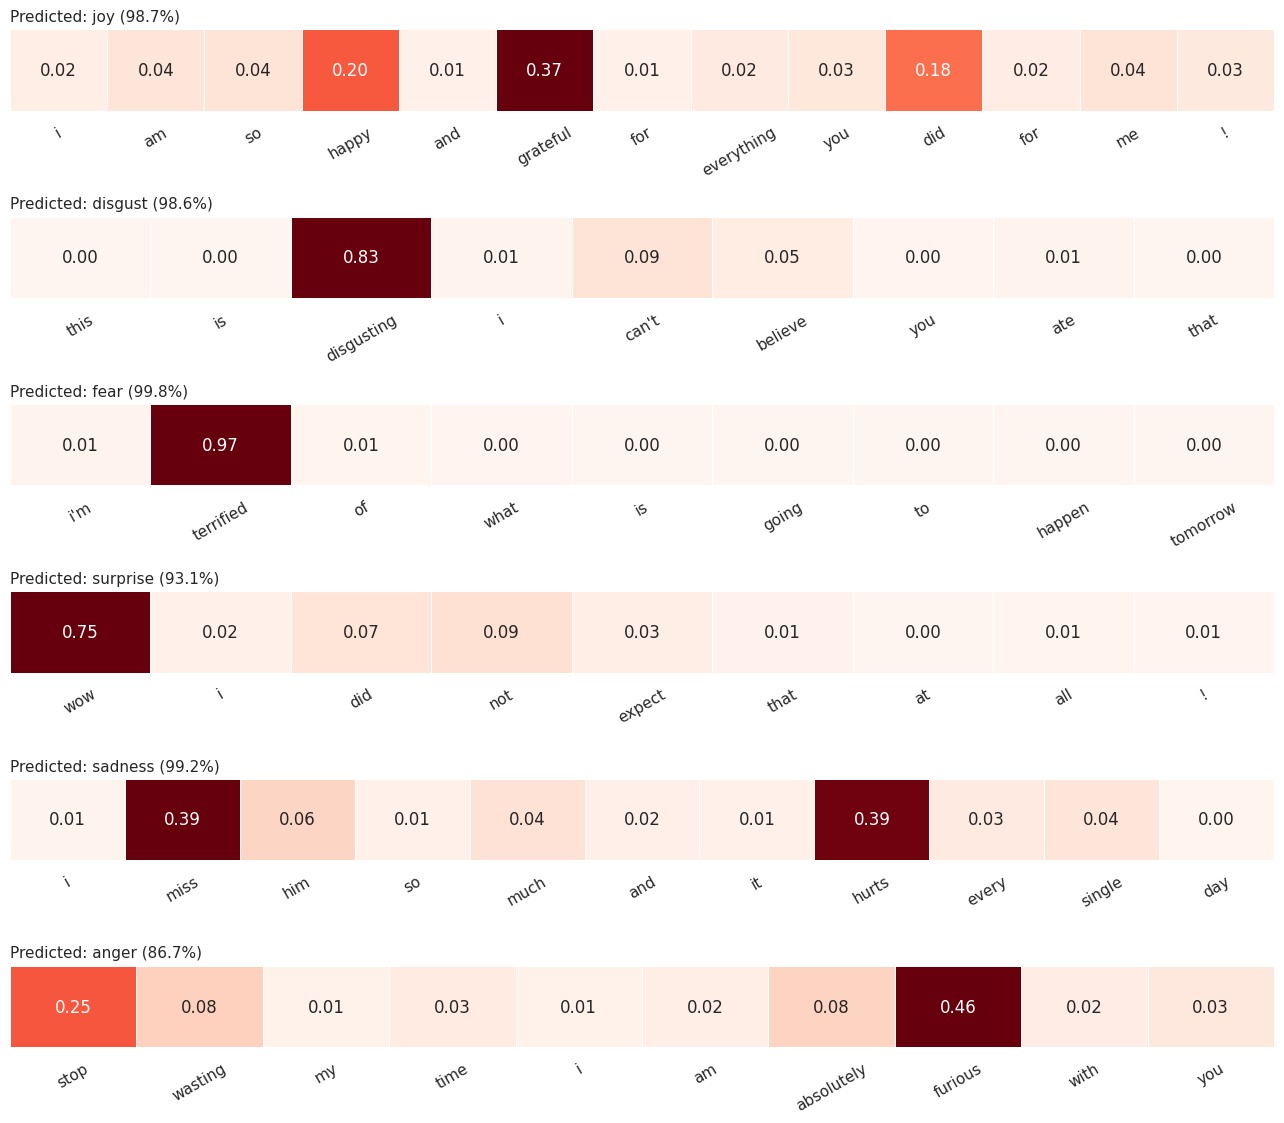 Predicted: joy (98.7%)
0.02 0.04 0.04 0.20 0.01 0.37 0.01 0.02 0.03 0.18 0.02 0.04 0.03
i am so happy and grateful for everything you did for me !
Predicted: disgust (98.6%)
0.00 0.00 0.83 0.01 0.09 0.05 0.00 0.01 0.00
this is disgusting i can't believe you ate that
Predicted: fear (99.8%)
0.01 0.97 0.01 0.00 0.00 0.00 0.00 0.00 0.00
i'm terrified of what is going to happen tomorrow
Predicted: surprise (93.1%)
0.75 0.02 0.07 0.09 0.03 0.01 0.00 0.01 0.01
wow i did not expect that at all !
Predicted: sadness (99.2%)
0.01 0.39 0.06 0.01 0.04 0.02 0.01 0.39 0.03 0.04 0.00
i miss him so much and it hurts every single day
Predicted: anger (86.7%)
0.25 0.08 0.01 0.03 0.01 0.02 0.08 0.46 0.02 0.03
stop wasting my time i am absolutely furious with you